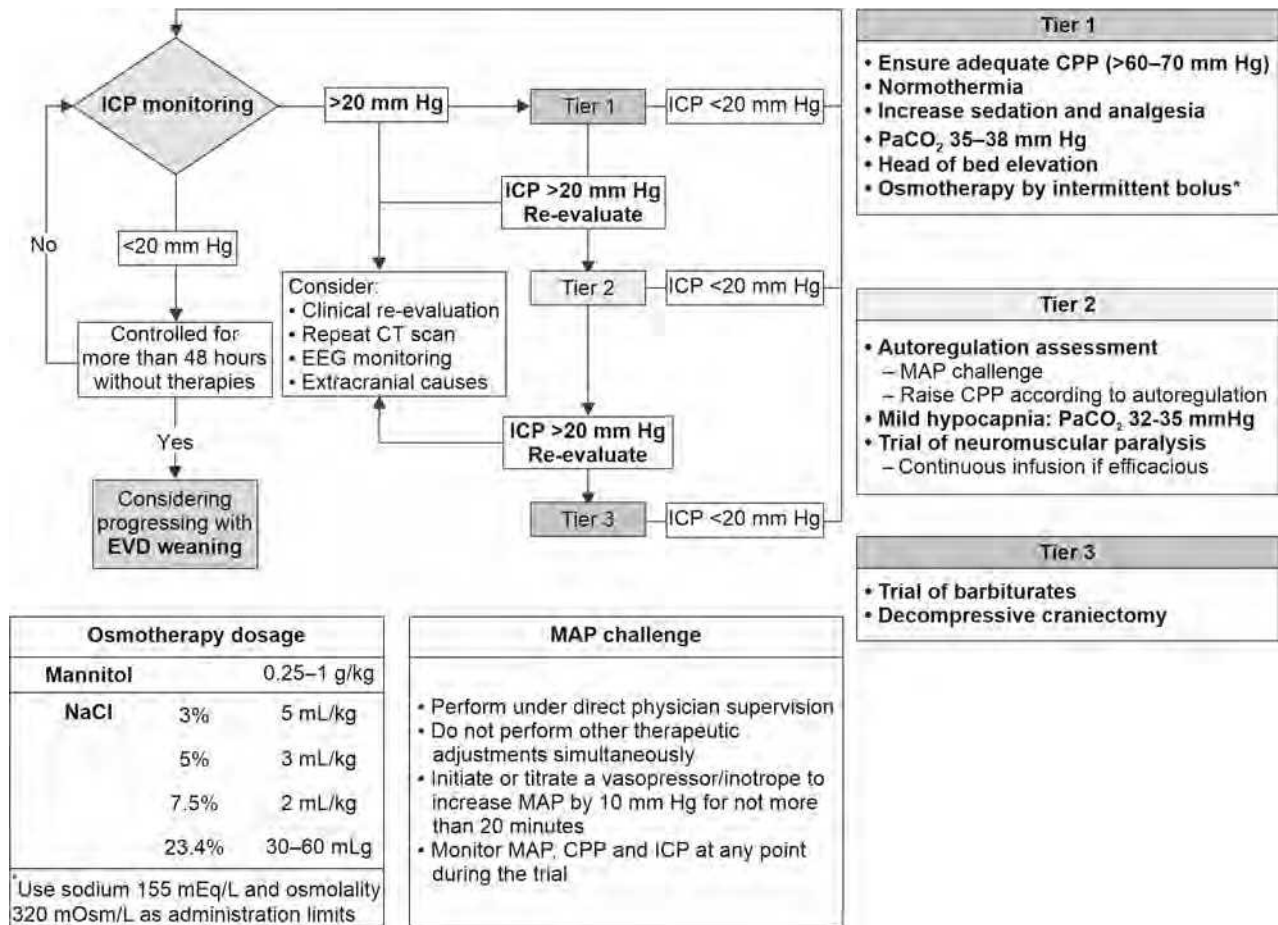 ICP monitoring
>20 mm Hg
Tier 1
ICP <20 mm Hg
ICP >20 mm Hg
Re-evaluate
No
<20 mm Hg
Controlled for
more than 48 hours
without therapies
Yes
Considering
progressing with
EVD weaning
Consider:
• Clinical re-evaluation
• Repeat CT scan
• EEG monitoring
• Extracranial causes
Tier 2
ICP <20 mm Hg
ICP >20 mm Hg
Re-evaluate
Tier 3
ICP <20 mm Hg
Tier 1
• Ensure adequate CPP (>60–70 mm Hg)
• Normothermia
• Increase sedation and analgesia
• PaCO₂ 35–38 mm Hg
• Head of bed elevation
• Osmotherapy by intermittent bolus*
Tier 2
• Autoregulation assessment
– MAP challenge
– Raise CPP according to autoregulation
• Mild hypocapnia: PaCO₂ 32-35 mmHg
• Trial of neuromuscular paralysis
– Continuous infusion if efficacious
Tier 3
• Trial of barbiturates
• Decompressive craniectomy
Osmotherapy dosage
Mannitol 0.25–1 g/kg
NaCl 3% 5 mL/kg
5% 3 mL/kg
7.5% 2 mL/kg
23.4% 30–60 mLg
*Use sodium 155 mEq/L and osmolality
320 mOsm/L as administration limits
MAP challenge
• Perform under direct physician supervision
• Do not perform other therapeutic
adjustments simultaneously
• Initiate or titrate a vasopressor/inotrope to
increase MAP by 10 mm Hg for not more
than 20 minutes
• Monitor MAP, CPP and ICP at any point
during the trial